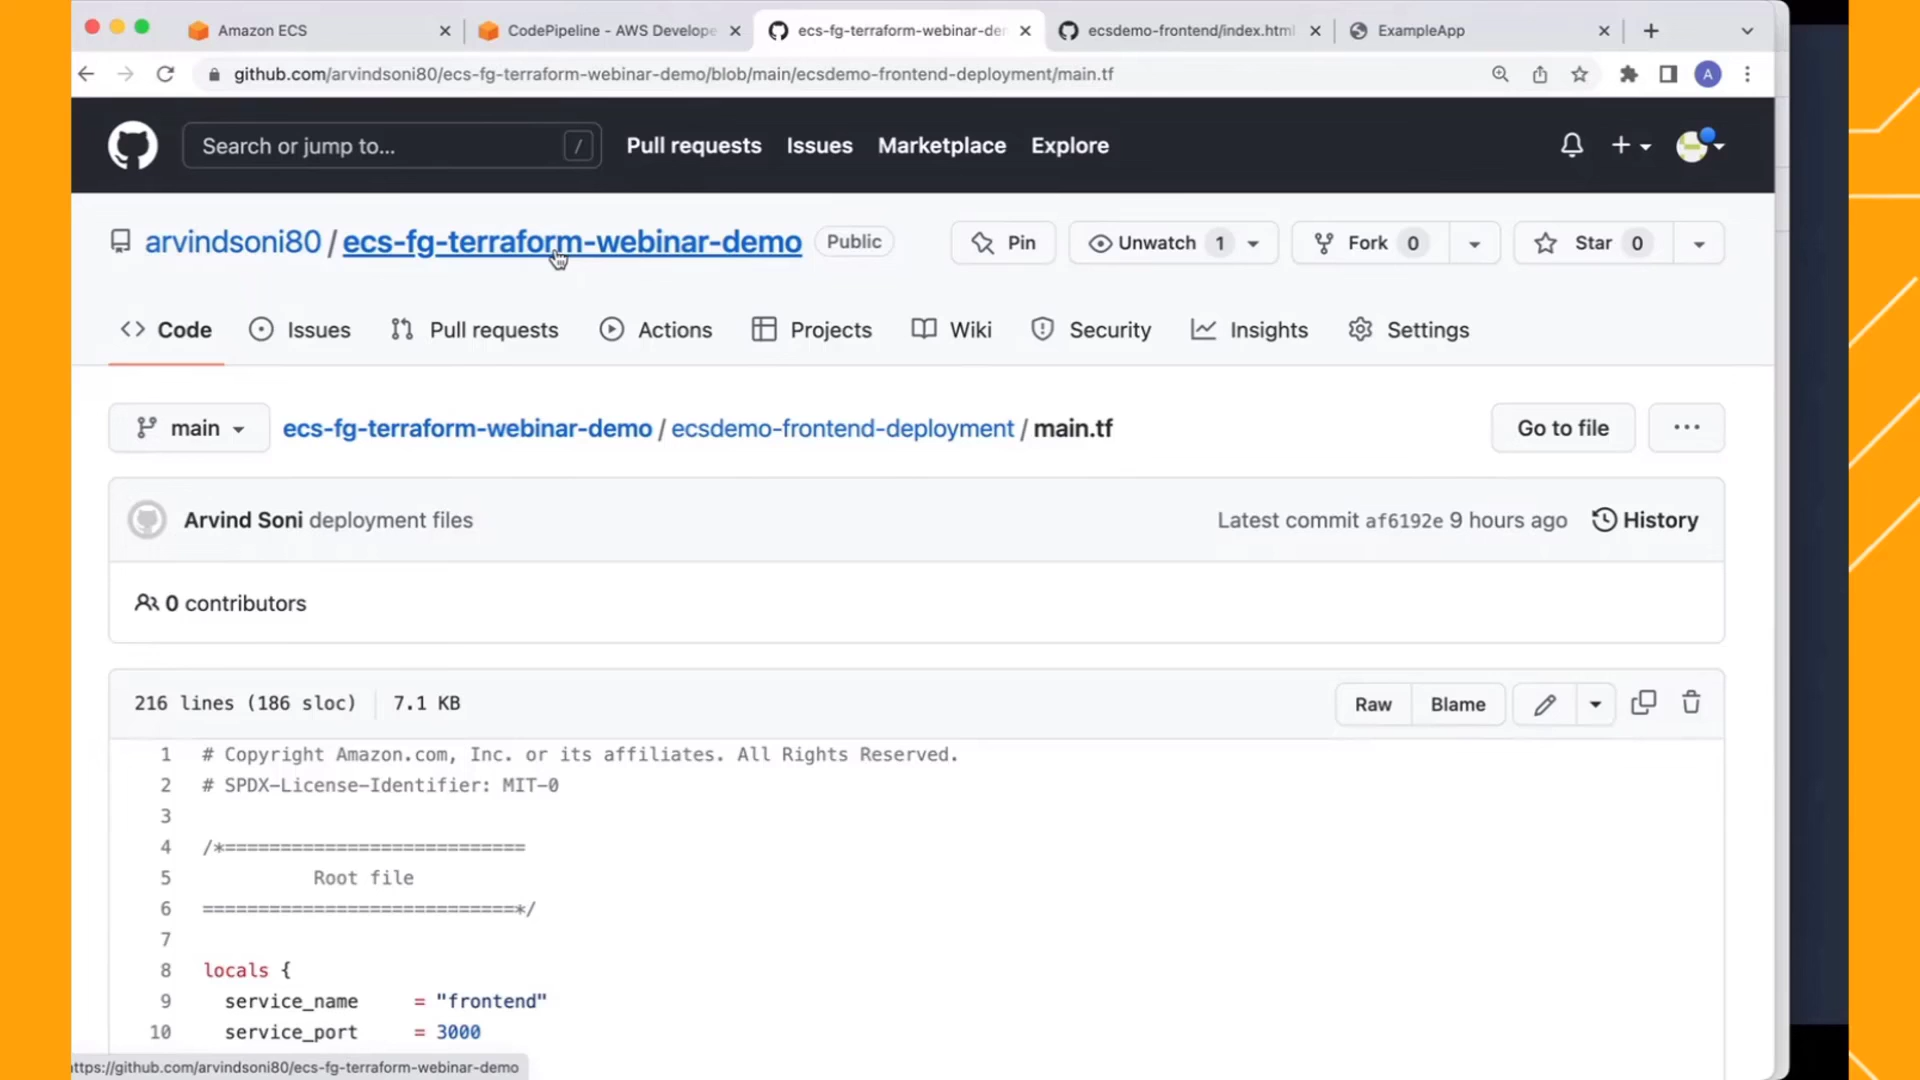 Amazon ECS
CodePipeline - AWS Develope
ecs-fg-terraform-webinar-de
ecsdemo-frontend/index.html
ExampleApp
github.com/arvindsoni80/ecs-fg-terraform-webinar-demo/blob/main/ecsdemo-frontend-deployment/main.tf
A
Search or jump to... /
Pull requests Issues Marketplace Explore
arvindsoni80 / ecs-fg-terraform-webinar-demo Public
Pin Unwatch 1 Fork 0 Star 0
Code Issues Pull requests Actions Projects Wiki Security Insights Settings
main ecs-fg-terraform-webinar-demo / ecsdemo-frontend-deployment / main.tf Go to file ...
Arvind Soni deployment files Latest commit af6192e 9 hours ago History
0 contributors
216 lines (186 sloc) 7.1 KB Raw Blame
1 # Copyright Amazon.com, Inc. or its affiliates. All Rights Reserved.
2 # SPDX-License-Identifier: MIT-0
3
4 /*===========================
5 Root file
6 ============================*/
7
8 locals {
9 service_name = "frontend"
10 service_port = 3000
ttps://github.com/arvindsoni80/ecs-fg-terraform-webinar-demo